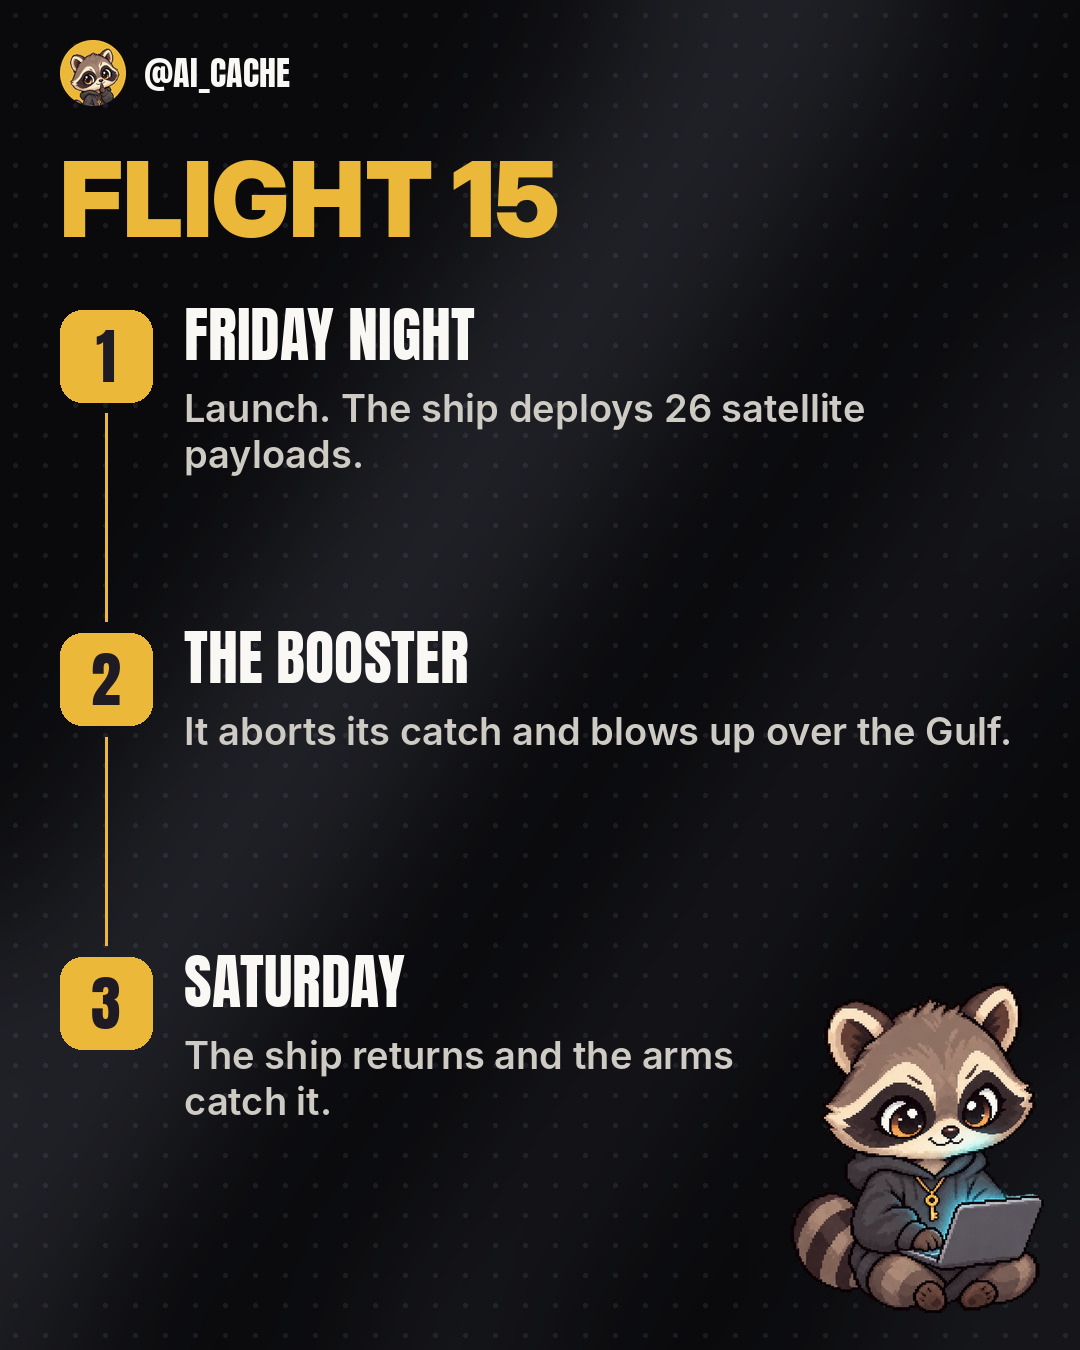 @AI_CACHE
FLIGHT 15
1
FRIDAY NIGHT
Launch. The ship deploys 26 satellite
payloads.
2
THE BOOSTER
It aborts its catch and blows up over the Gulf.
3
SATURDAY
The ship returns and the arms
catch it.